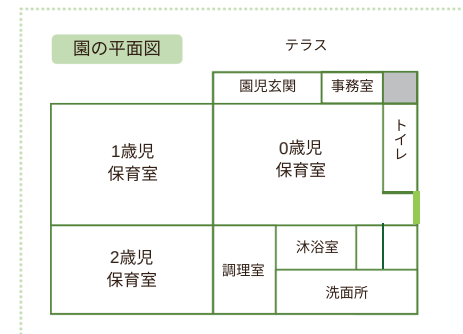 園の平面図
テラス
園児玄関
事務室
1歳児
保育室
0歳児
保育室
トイレ
2歳児
保育室
調理室
沐浴室
洗面所